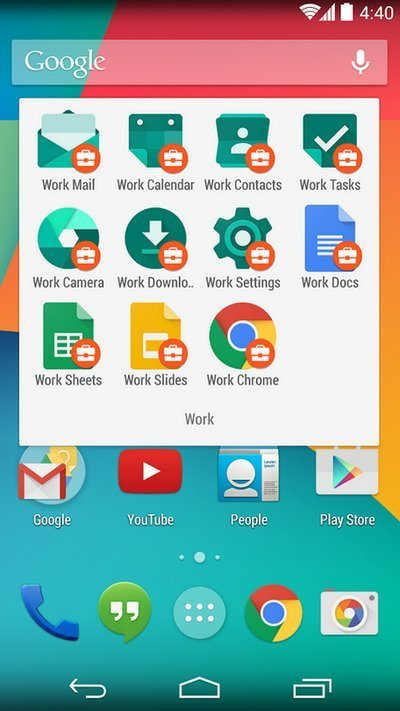 4:40
Google
Work Mail
Work Calendar
Work Contacts
Work Tasks
Work Camera
Work Downlo..
Work Settings
Work Docs
Work Sheets
Work Slides
Work Chrome
Work
Google
YouTube
People
Play Store